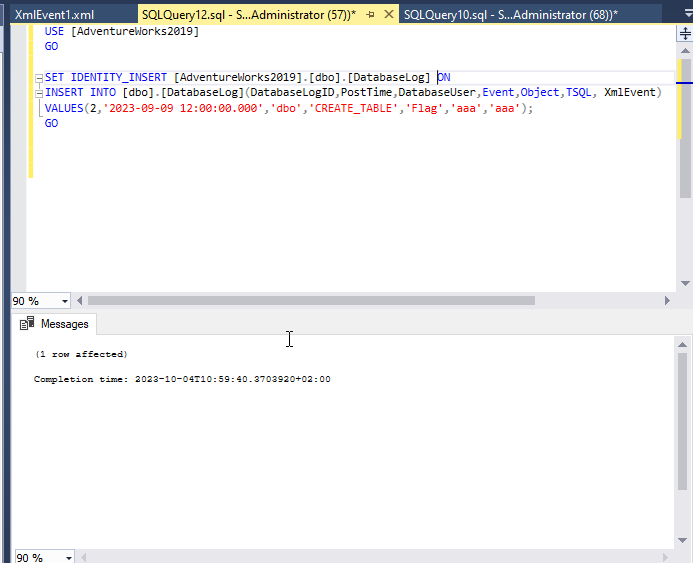 XmlEvent1.xml
SQLQuery12.sql - S...Administrator (57))*
SQLQuery10.sql - S...Administrator (68))*
USE [AdventureWorks2019]
GO
SET IDENTITY_INSERT [AdventureWorks2019].[dbo].[DatabaseLog] ON
INSERT INTO [dbo].[DatabaseLog](DatabaseLogID,PostTime,DatabaseUser,Event,Object,TSQL, XmlEvent)
VALUES(2,'2023-09-09 12:00:00.000','dbo','CREATE_TABLE','Flag','aaa','aaa');
GO
90 %
Messages
(1 row affected)
Completion time: 2023-10-04T10:59:40.3703920+02:00
90 %